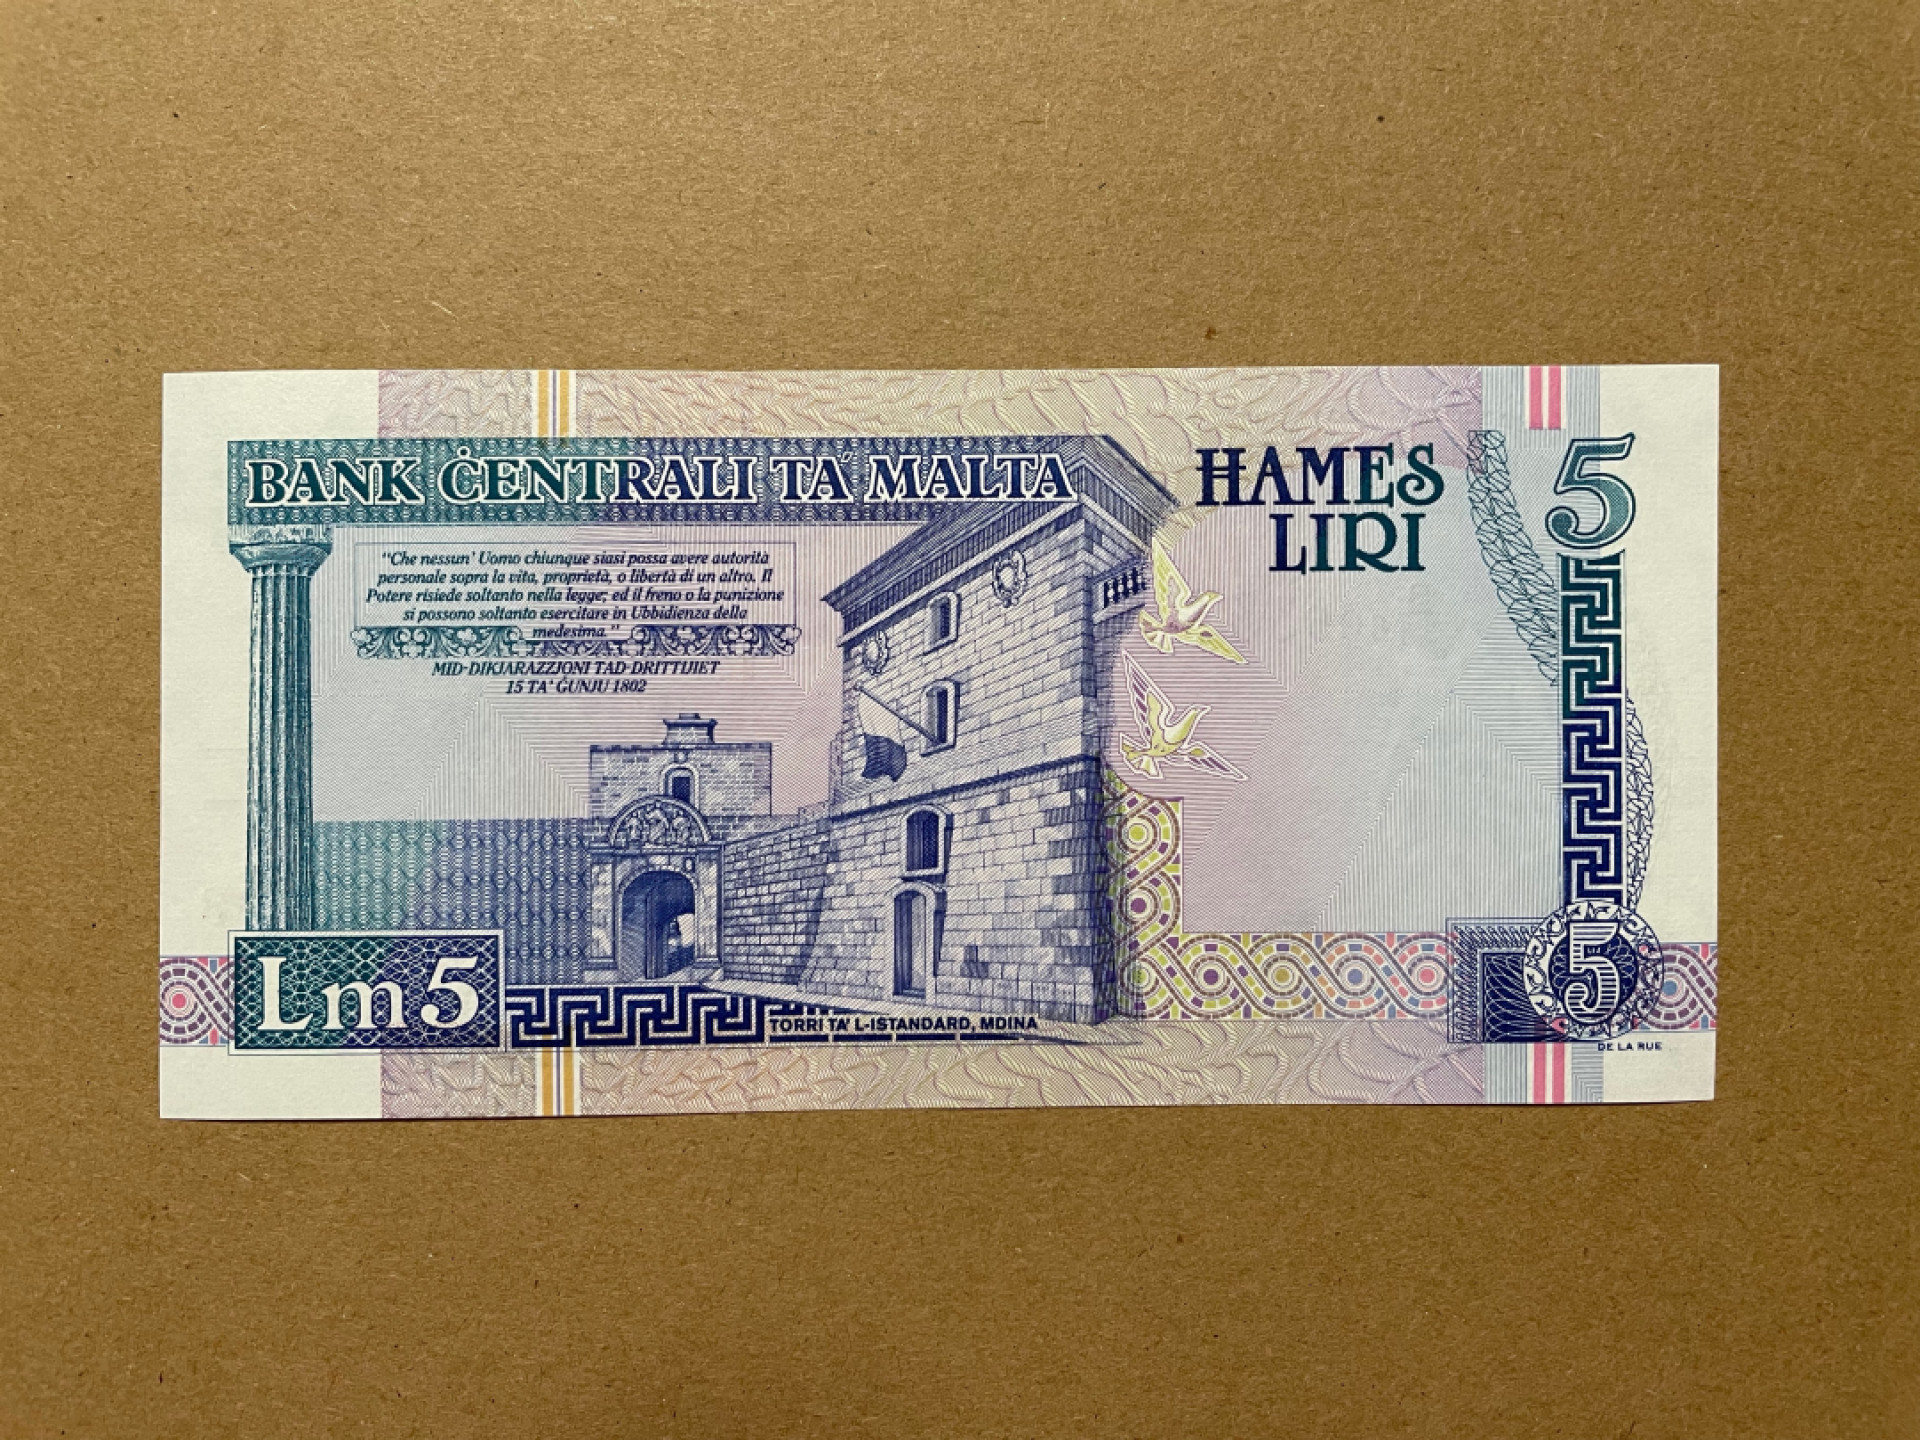 BANK ĊENTRALI TA' MALTA
ĦAMES
LIRI
5
"Che nessun' Uomo chiunque siasi possa avere autorità
personale sopra la vita, proprietà, o libertà di un altro. Il
Potere risiede soltanto nella legge; ed il freno o la punizione
si possono soltanto esercitare in Ubbidienza della
medesima."
MID-DIKJARAZZJONI TAD-DRITTIJIET
15 TA' ĠUNJU 1802
Lm5
TORRI TA' L-ISTANDARD, MDINA
5
DE LA RUE